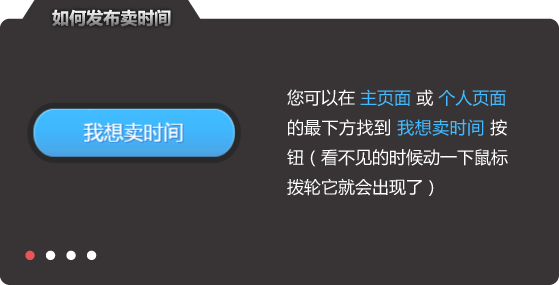 如何发布卖时间
我想卖时间
您可以在 主页面 或 个人页面
的最下方找到 我想卖时间 按
钮（看不见的时候动一下鼠标
拨轮它就会出现了）